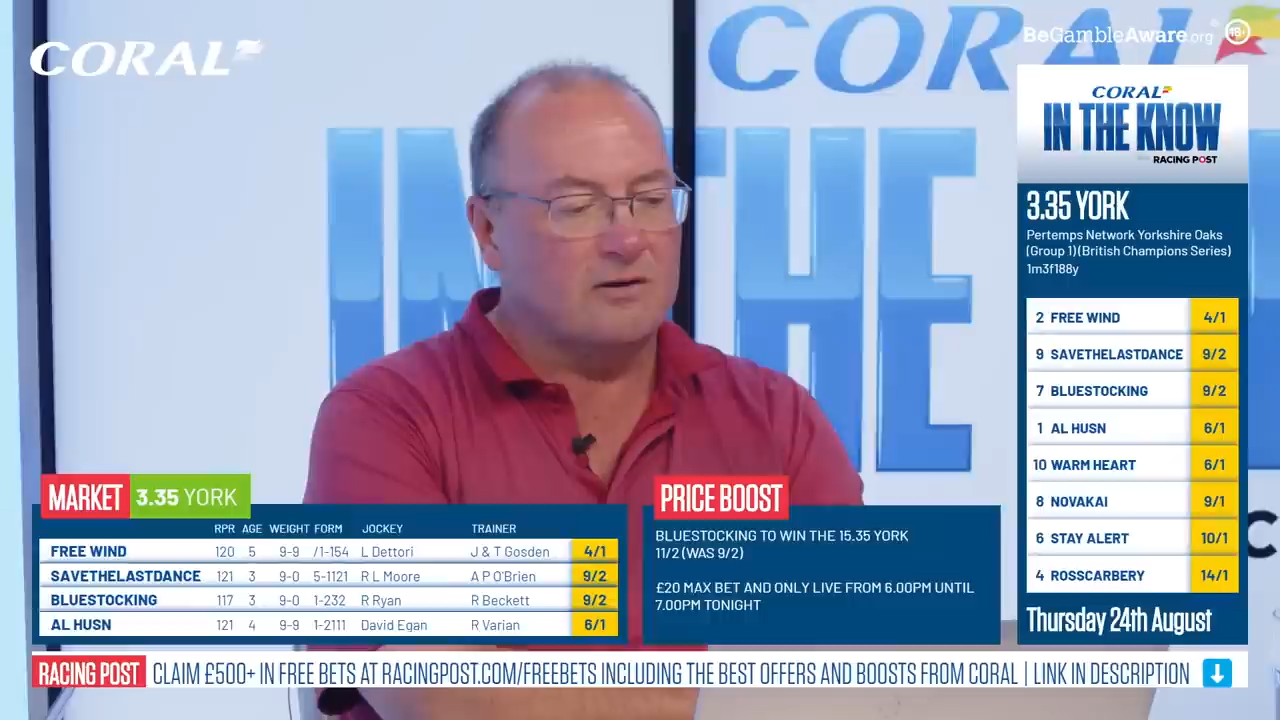 CORAL
CORAL
IN THE
BeGambleAware.org® 18+
CORAL
IN THE KNOW
RACING POST
3.35 YORK
Pertemps Network Yorkshire Oaks
(Group 1)(British Champions Series)
1m3f188y
2 FREE WIND 4/1
9 SAVETHELASTDANCE 9/2
7 BLUESTOCKING 9/2
1 AL HUSN 6/1
10 WARM HEART 6/1
8 NOVAKAI 9/1
6 STAY ALERT 10/1
4 ROSSCARBERY 14/1
Thursday 24th August
MARKET 3.35 YORK
RPR AGE WEIGHT FORM JOCKEY TRAINER
FREE WIND 120 5 9-9 /1-154 L Dettori J & T Gosden 4/1
SAVETHELASTDANCE 121 3 9-0 5-1121 R L Moore A P O'Brien 9/2
BLUESTOCKING 117 3 9-0 1-232 R Ryan R Beckett 9/2
AL HUSN 121 4 9-9 1-2111 David Egan R Varian 6/1
PRICE BOOST
BLUESTOCKING TO WIN THE 15.35 YORK
11/2 (WAS 9/2)
£20 MAX BET AND ONLY LIVE FROM 6.00PM UNTIL
7.00PM TONIGHT
RACING POST CLAIM £500+ IN FREE BETS AT RACINGPOST.COM/FREEBETS INCLUDING THE BEST OFFERS AND BOOSTS FROM CORAL | LINK IN DESCRIPTION